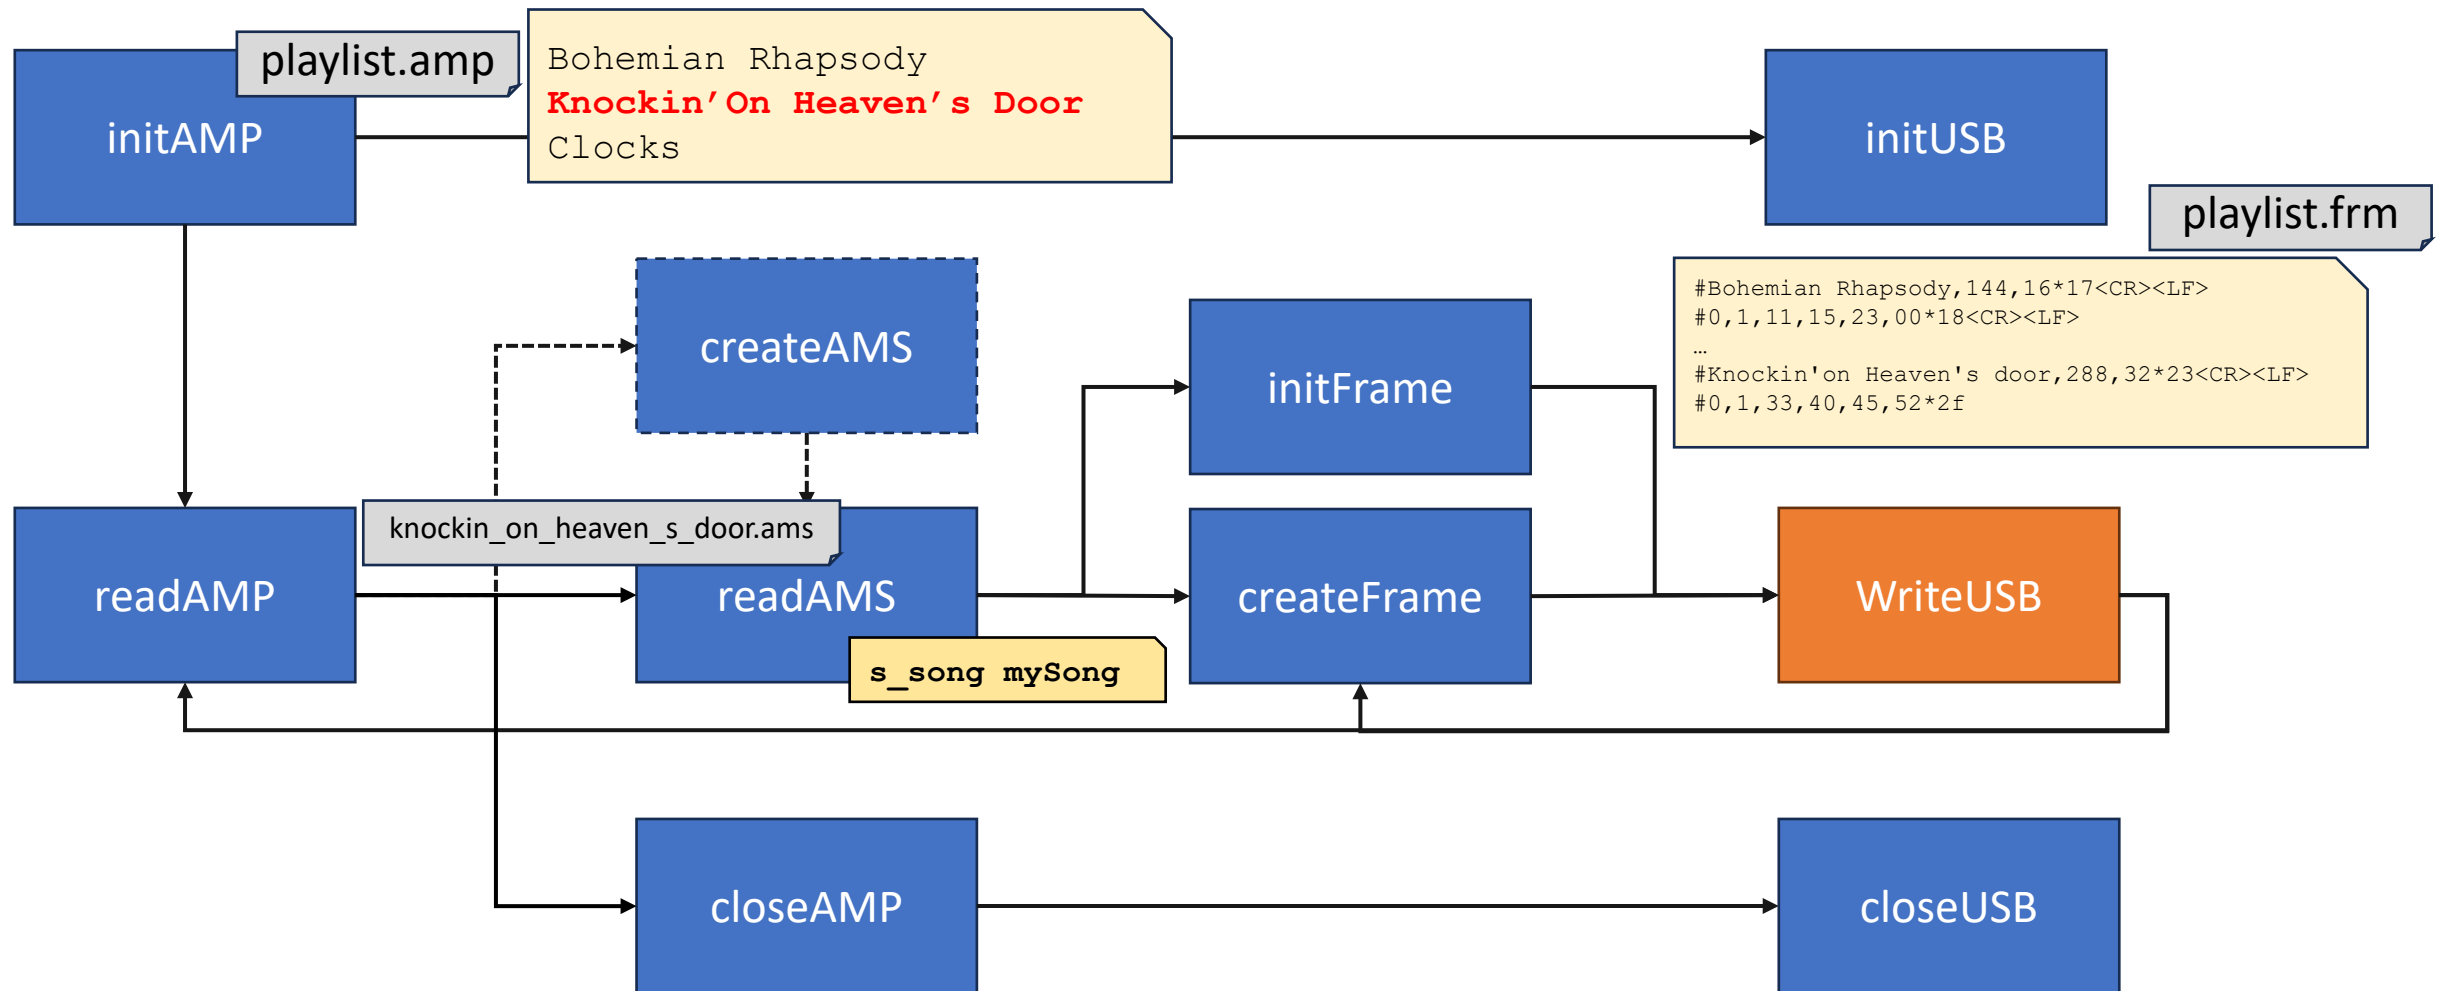 playlist.amp
initAMP
Bohemian Rhapsody
Knockin’On Heaven’s Door
Clocks
initUSB
playlist.frm
#Bohemian Rhapsody,144,16*17<CR><LF>
#0,1,11,15,23,00*18<CR><LF>
…
#Knockin'on Heaven's door,288,32*23<CR><LF>
#0,1,33,40,45,52*2f
createAMS
initFrame
knockin_on_heaven_s_door.ams
readAMP
readAMS
createFrame
WriteUSB
s_song mySong
closeAMP
closeUSB